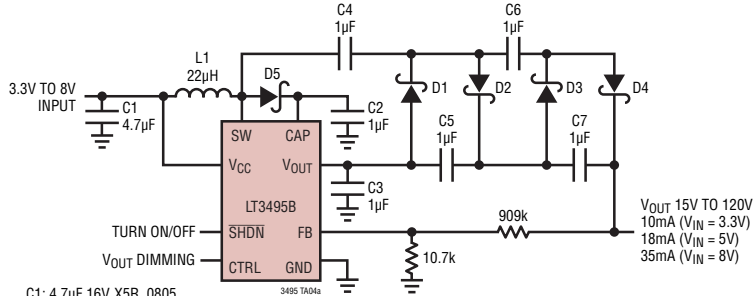 C4
1µF
C6
1µF
L1
22µH
D5
3.3V TO 8V
INPUT
C1
4.7µF
C2
1µF
D1
D2
D3
D4
C5
1µF
C7
1µF
SW
CAP
VCC
VOUT
C3
1µF
LT3495B
TURN ON/OFF
SHDN
FB
909k
VOUT 15V TO 120V
10mA (VIN = 3.3V)
18mA (VIN = 5V)
35mA (VIN = 8V)
10.7k
VOUT DIMMING
CTRL
GND
3495 TA04a
C1: 4.7µF 16V X5R 0805